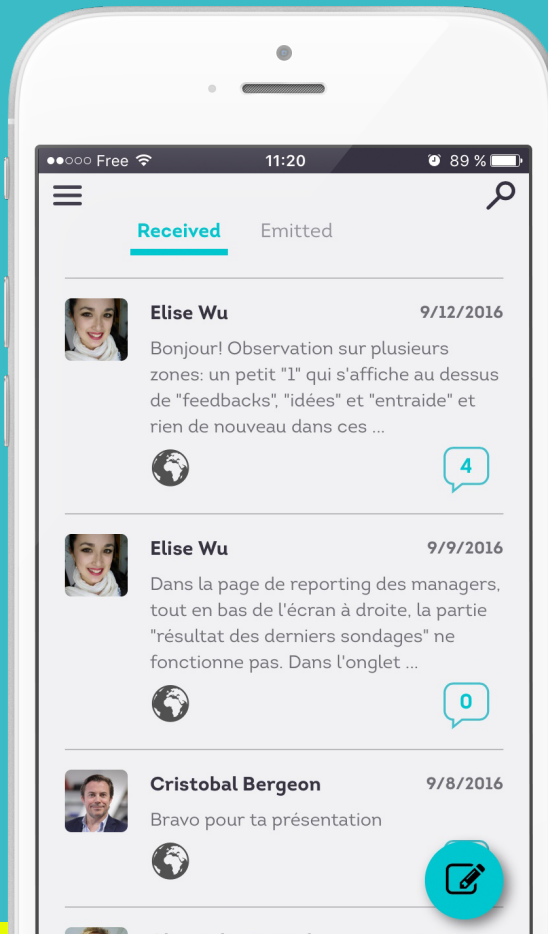 Free 11:20 89 %
Received Emitted
Elise Wu 9/12/2016
Bonjour! Observation sur plusieurs
zones: un petit "1" qui s'affiche au dessus
de "feedbacks", "idées" et "entraide" et
rien de nouveau dans ces ...
4
Elise Wu 9/9/2016
Dans la page de reporting des managers,
tout en bas de l'écran à droite, la partie
"résultat des derniers sondages" ne
fonctionne pas. Dans l'onglet ...
0
Cristobal Bergeon 9/8/2016
Bravo pour ta présentation